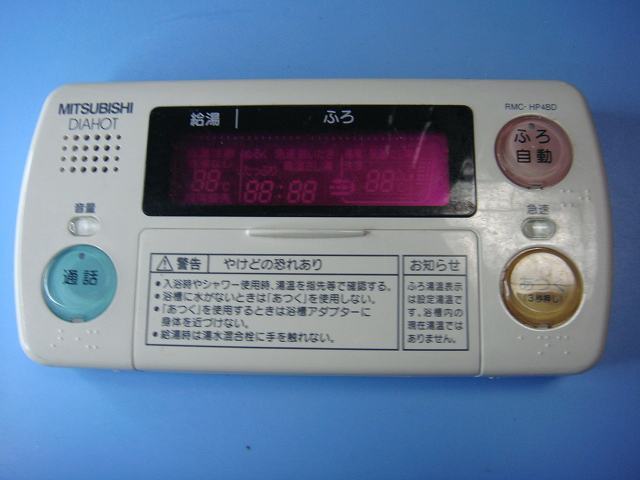 MITSUBISHI
DIAHOT
RMC-HP4BD
給湯
ふろ
ふろ
自動
音量
急速
通話
88 88:88 88
あつく
(3秒押し)
警告 やけどの恐れあり
• 入浴時やシャワー使用時、湯温を指先等で確認する。
• 浴槽に水がないときは「あつく」を使用しない。
• 「あつく」を使用するときは浴槽アダプターに
身体を近づけない。
• 給湯時は湯水混合栓に手を触れない。
お知らせ
ふろ湯温表示
は設定湯温で
す。浴槽内の
現在湯温では
ありません。